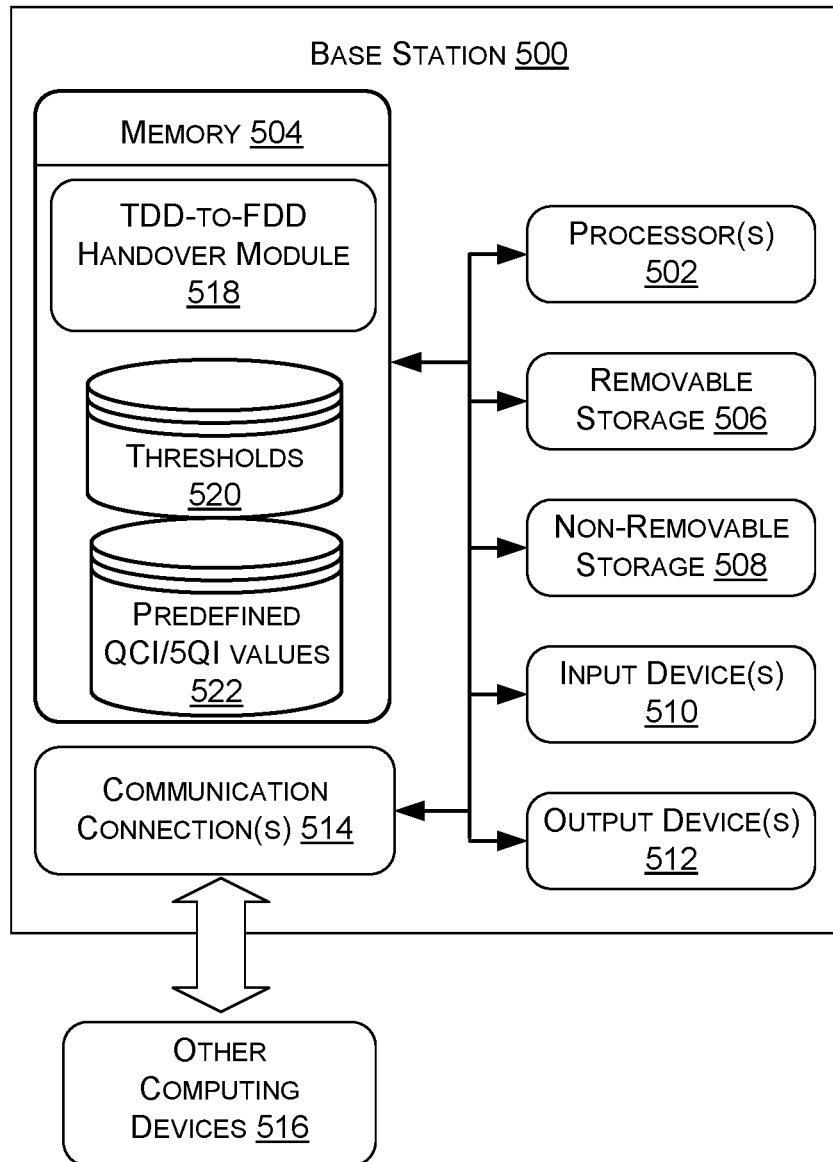 BASE STATION 500
MEMORY 504
TDD-TO-FDD
HANDOVER MODULE
518
THRESHOLDS
520
PREDEFINED
QCI/5QI VALUES
522
COMMUNICATION
CONNECTION(S) 514
PROCESSOR(S)
502
REMOVABLE
STORAGE 506
NON-REMOVABLE
STORAGE 508
INPUT DEVICE(S)
510
OUTPUT DEVICE(S)
512
OTHER
COMPUTING
DEVICES 516